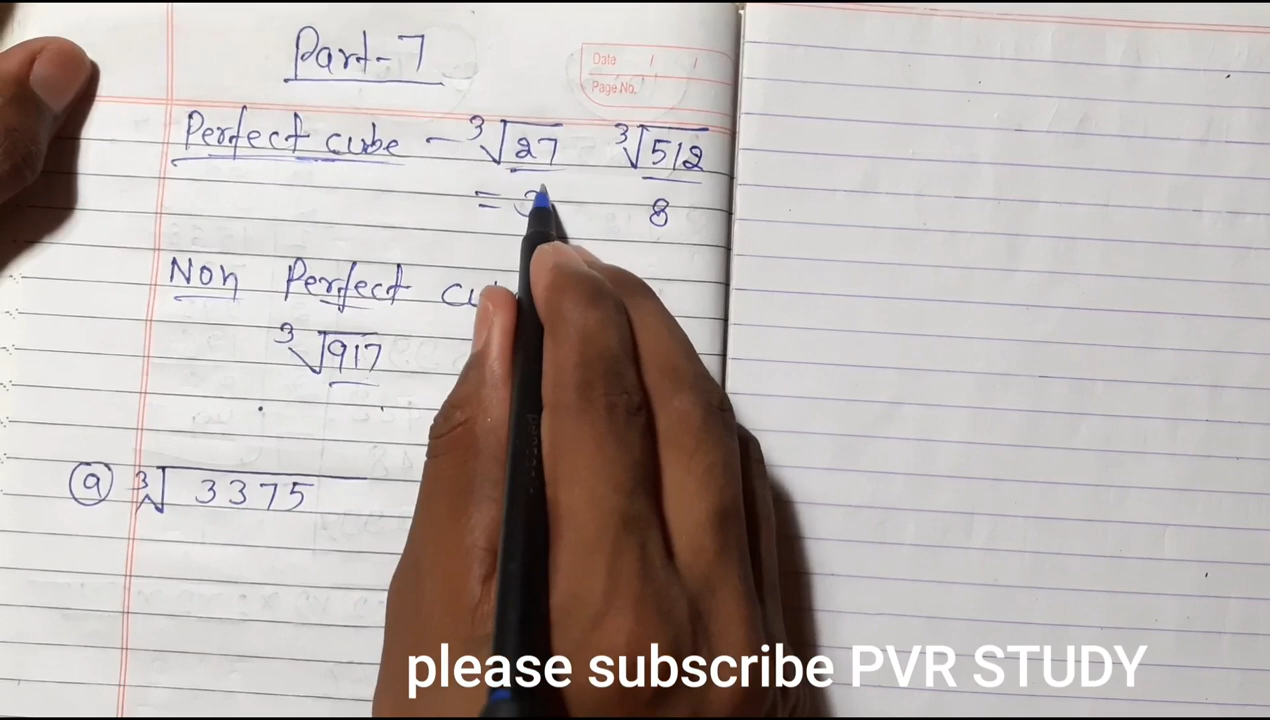 Part-7
Date / /
Page No.
Perfect cube - ∛27 ∛512
= 8
Non Perfect
∛917
ⓐ ∛3375
please subscribe PVR STUDY